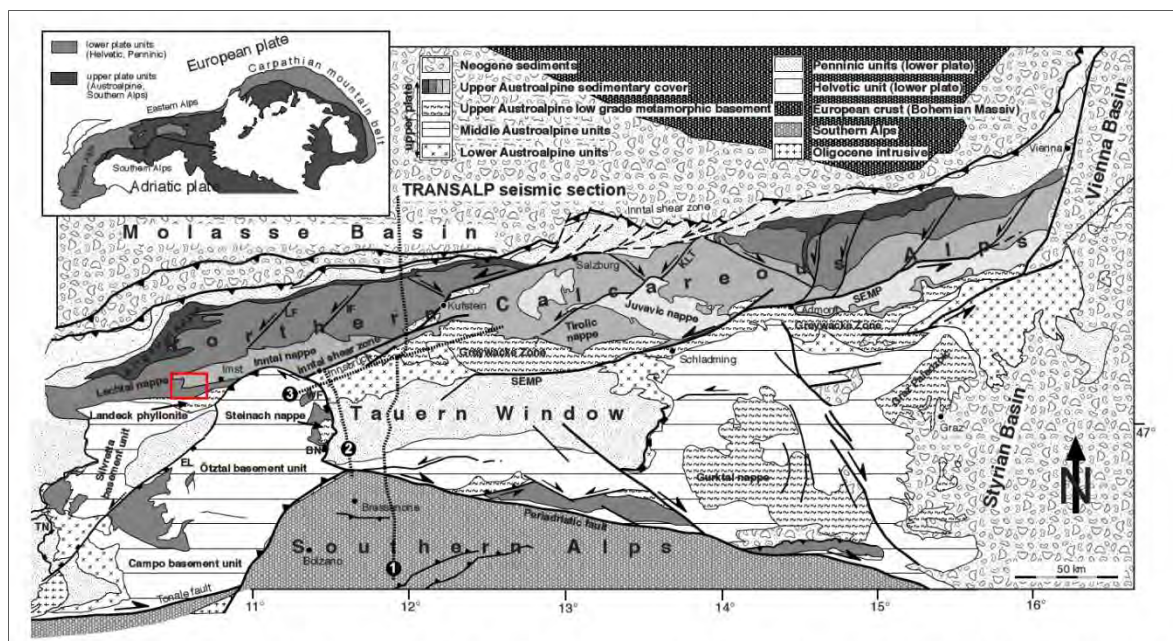 lower plate units
(Helvetic, Penninic)
upper plate units
(Austroalpine,
Southern Alps)
European plate
Carpathian mountain belt
Eastern Alps
Western Alps
Southern Alps
Adriatic plate
Neogene sediments
Upper Austroalpine sedimentary cover
Upper Austroalpine low grade metamorphic basement
Middle Austroalpine units
Lower Austroalpine units
upper plate
Penninic units (lower plate)
Helvetic unit (lower plate)
European crust (Bohemian Massiv)
Southern Alps
Oligocene intrusives
TRANSALP seismic section
Vienna
Vienna Basin
Inntal shear zone
Molasse Basin
Northern Calcareous Alps
Salzburg
KLT
LF
IF
Kufstein
Juvavic nappe
Tirolic nappe
SEMP
Admont
Greywacke Zone
Inntal nappe
Inntal shear zone
Innsbruck
Greywacke Zone
Schladming
SEMP
Lechtal nappe
Imst
3
WF
Landeck phyllonite
Steinach nappe
Tauern Window
Graz Paleozoic
Graz
47°
Styrian Basin
Silvretta basement unit
BN
2
EL
Ötztal basement unit
Gurktal nappe
N
Bressanone
Periadriatic fault
TN
Southern Alps
Bolzano
1
Campo basement unit
50 km
Tonale fault
11°
12°
13°
14°
15°
16°